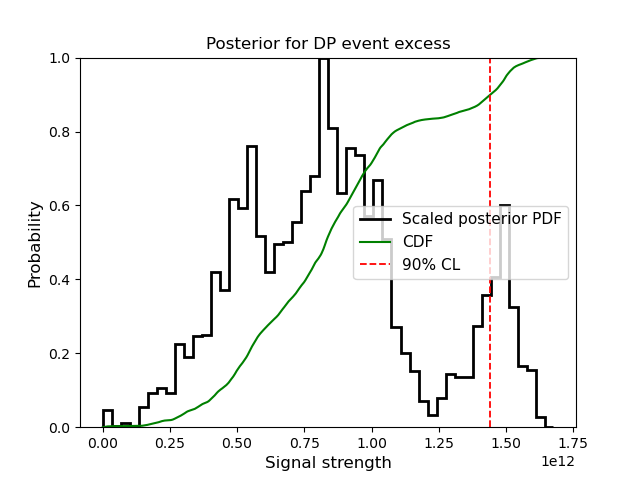 Posterior for DP event excess
Probability
1.0
0.8
0.6
0.4
0.2
0.0
Scaled posterior PDF
CDF
90% CL
0.00 0.25 0.50 0.75 1.00 1.25 1.50 1.75
1e12
Signal strength